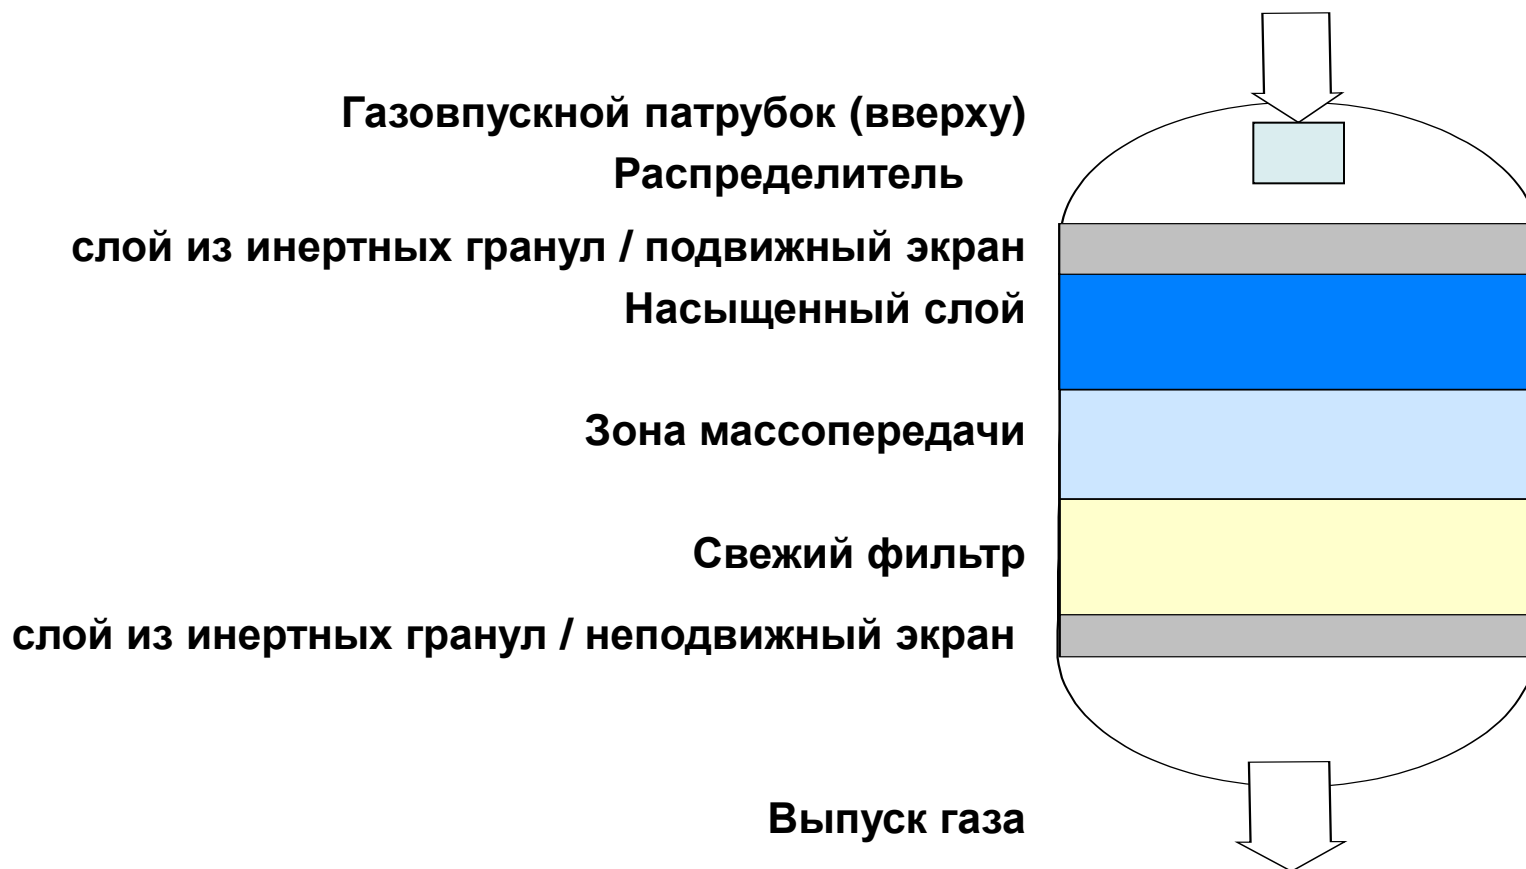 Газовпускной патрубок (вверху)
Распределитель
слой из инертных гранул / подвижный экран
Насыщенный слой
Зона массопередачи
Свежий фильтр
слой из инертных гранул / неподвижный экран
Выпуск газа